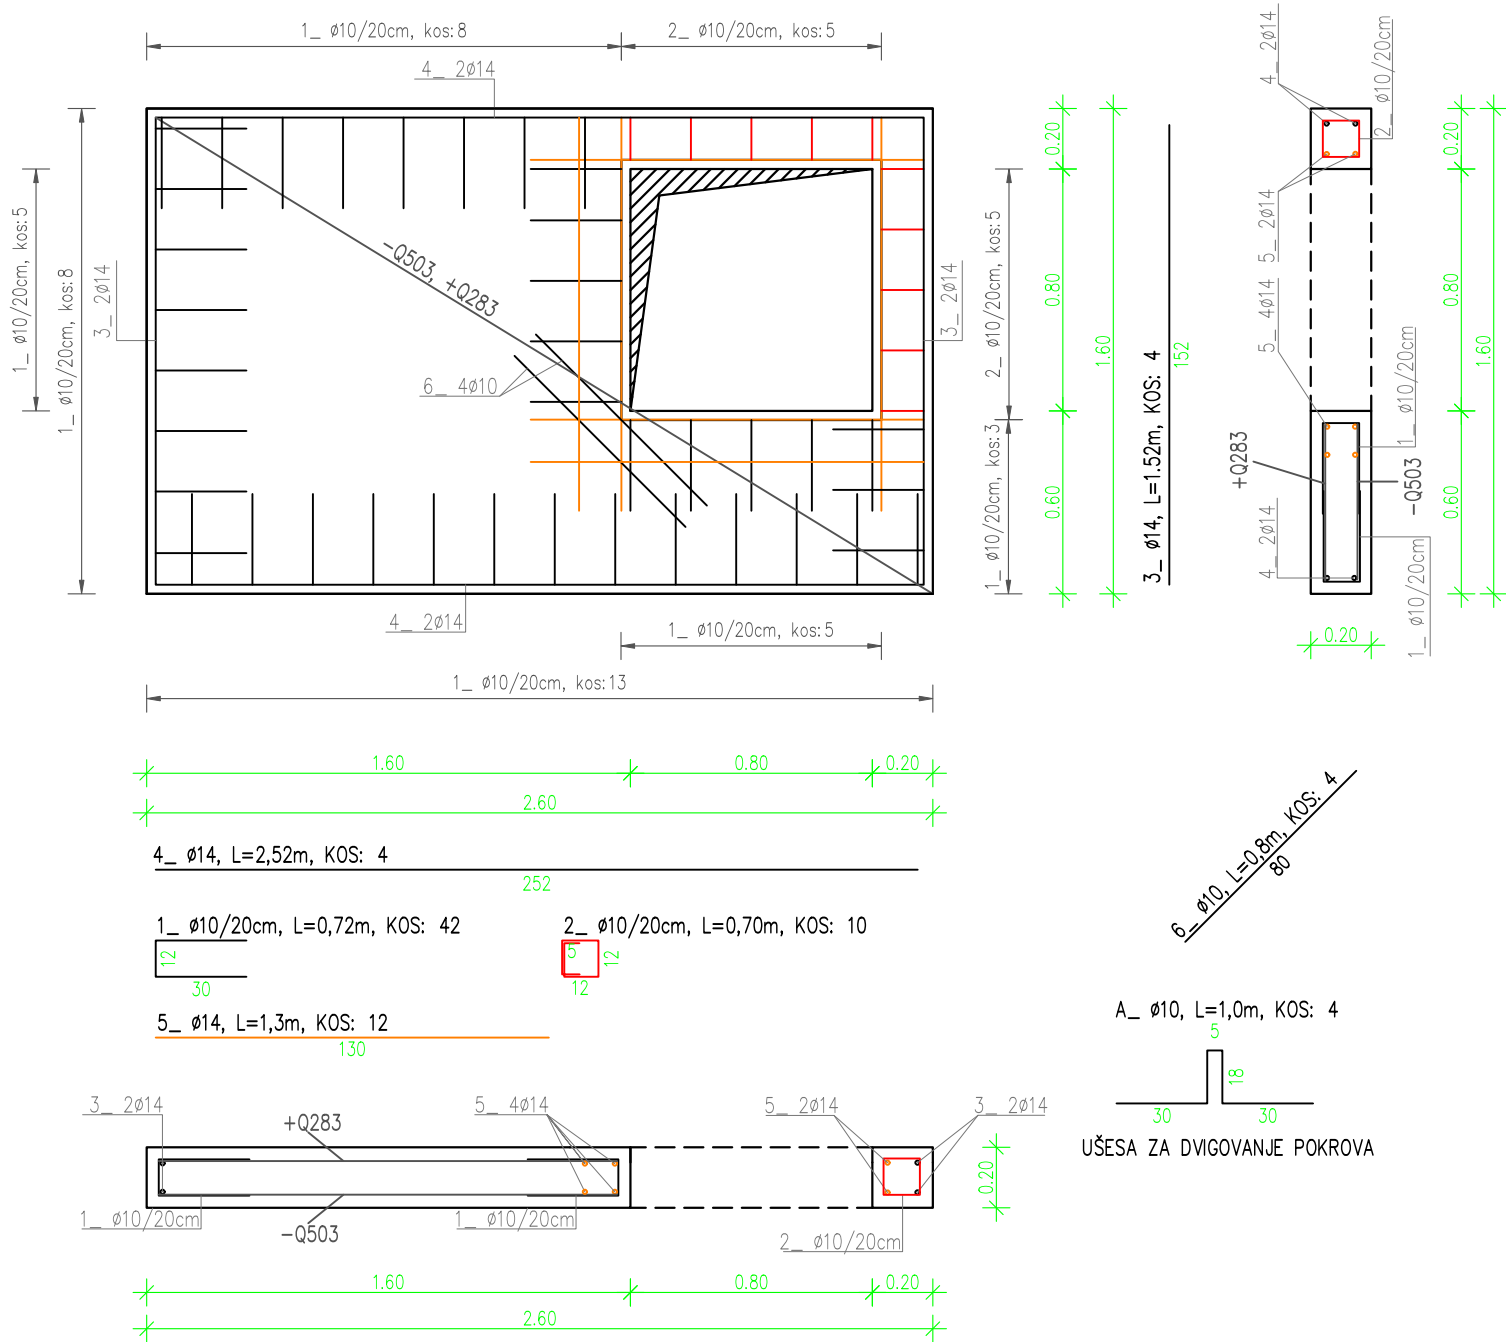 1_ ø10/20cm, kos:8
2_ ø10/20cm, kos:5
4_ 2ø14
1_ ø10/20cm, kos:5
1_ ø10/20cm, kos:8
3_ 2ø14
-Q503, +Q283
6_ 4ø10
3_ 2ø14
2_ ø10/20cm, kos:5
1_ ø10/20cm, kos:3
4_ 2ø14
1_ ø10/20cm, kos:5
1_ ø10/20cm, kos:13
0.20
0.80
0.60
1.60
3_ ø14, L=1.52m, KOS: 4
152
4_ 2ø14
2_ ø10/20cm
5_ 2ø14
5_ 4ø14
1_ ø10/20cm
+Q283
-Q503
4_ 2ø14
1_ ø10/20cm
0.20
0.20
0.80
0.60
1.60
1.60
0.80
0.20
2.60
4_ ø14, L=2,52m, KOS: 4
252
1_ ø10/20cm, L=0,72m, KOS: 42
12
30
2_ ø10/20cm, L=0,70m, KOS: 10
5
12
12
5_ ø14, L=1,3m, KOS: 12
130
6_ ø10, L=0,8m, KOS: 4
80
A_ ø10, L=1,0m, KOS: 4
5
18
30
30
UŠESA ZA DVIGOVANJE POKROVA
3_ 2ø14
+Q283
5_ 4ø14
5_ 2ø14
3_ 2ø14
1_ ø10/20cm
-Q503
1_ ø10/20cm
2_ ø10/20cm
0.20
1.60
0.80
0.20
2.60